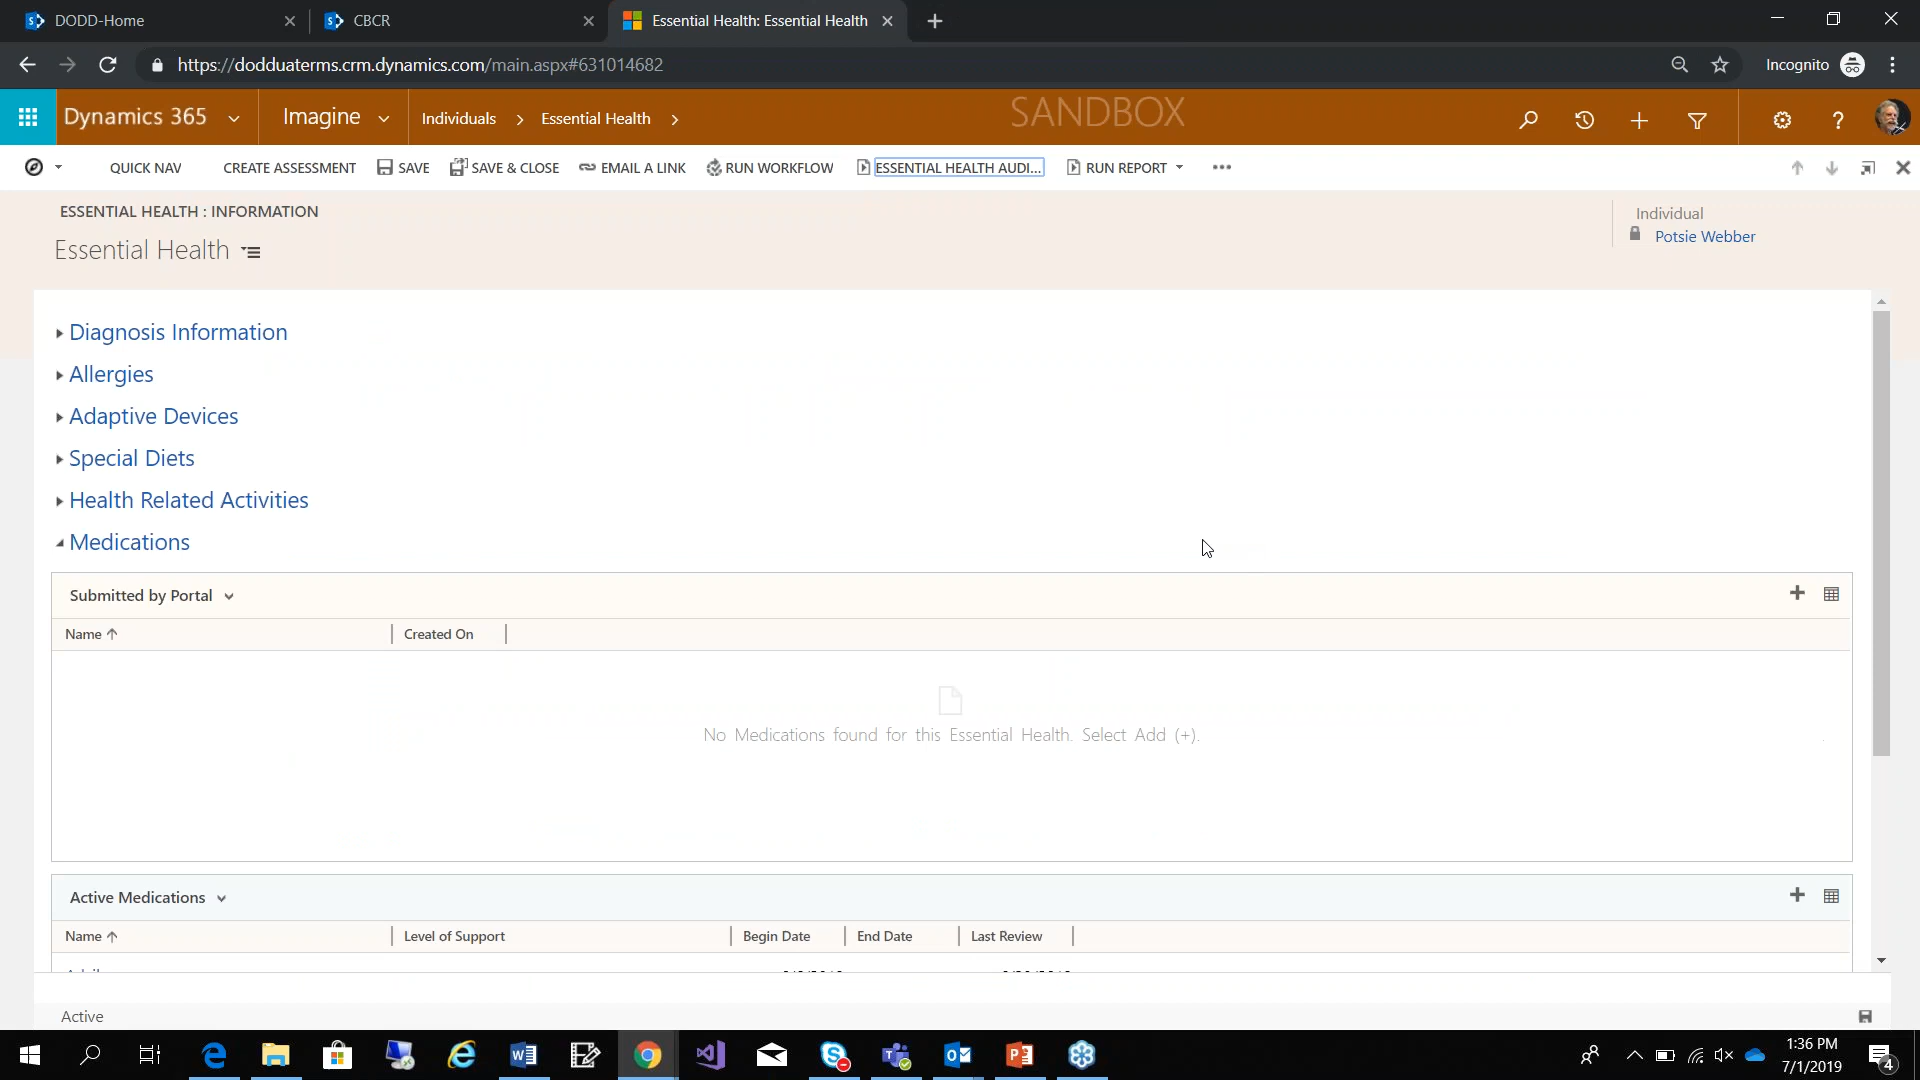 DODD-Home
CBCR
Essential Health: Essential Health
https://dodduaterms.crm.dynamics.com/main.aspx#631014682
Incognito
Dynamics 365
Imagine
Individuals > Essential Health >
SANDBOX
QUICK NAV
CREATE ASSESSMENT
SAVE
SAVE & CLOSE
EMAIL A LINK
RUN WORKFLOW
ESSENTIAL HEALTH AUDI...
RUN REPORT
ESSENTIAL HEALTH : INFORMATION
Essential Health
Individual
Potsie Webber
Diagnosis Information
Allergies
Adaptive Devices
Special Diets
Health Related Activities
Medications
Submitted by Portal
Name
Created On
No Medications found for this Essential Health. Select Add (+).
Active Medications
Name
Level of Support
Begin Date
End Date
Last Review
Active
1:36 PM
7/1/2019
4